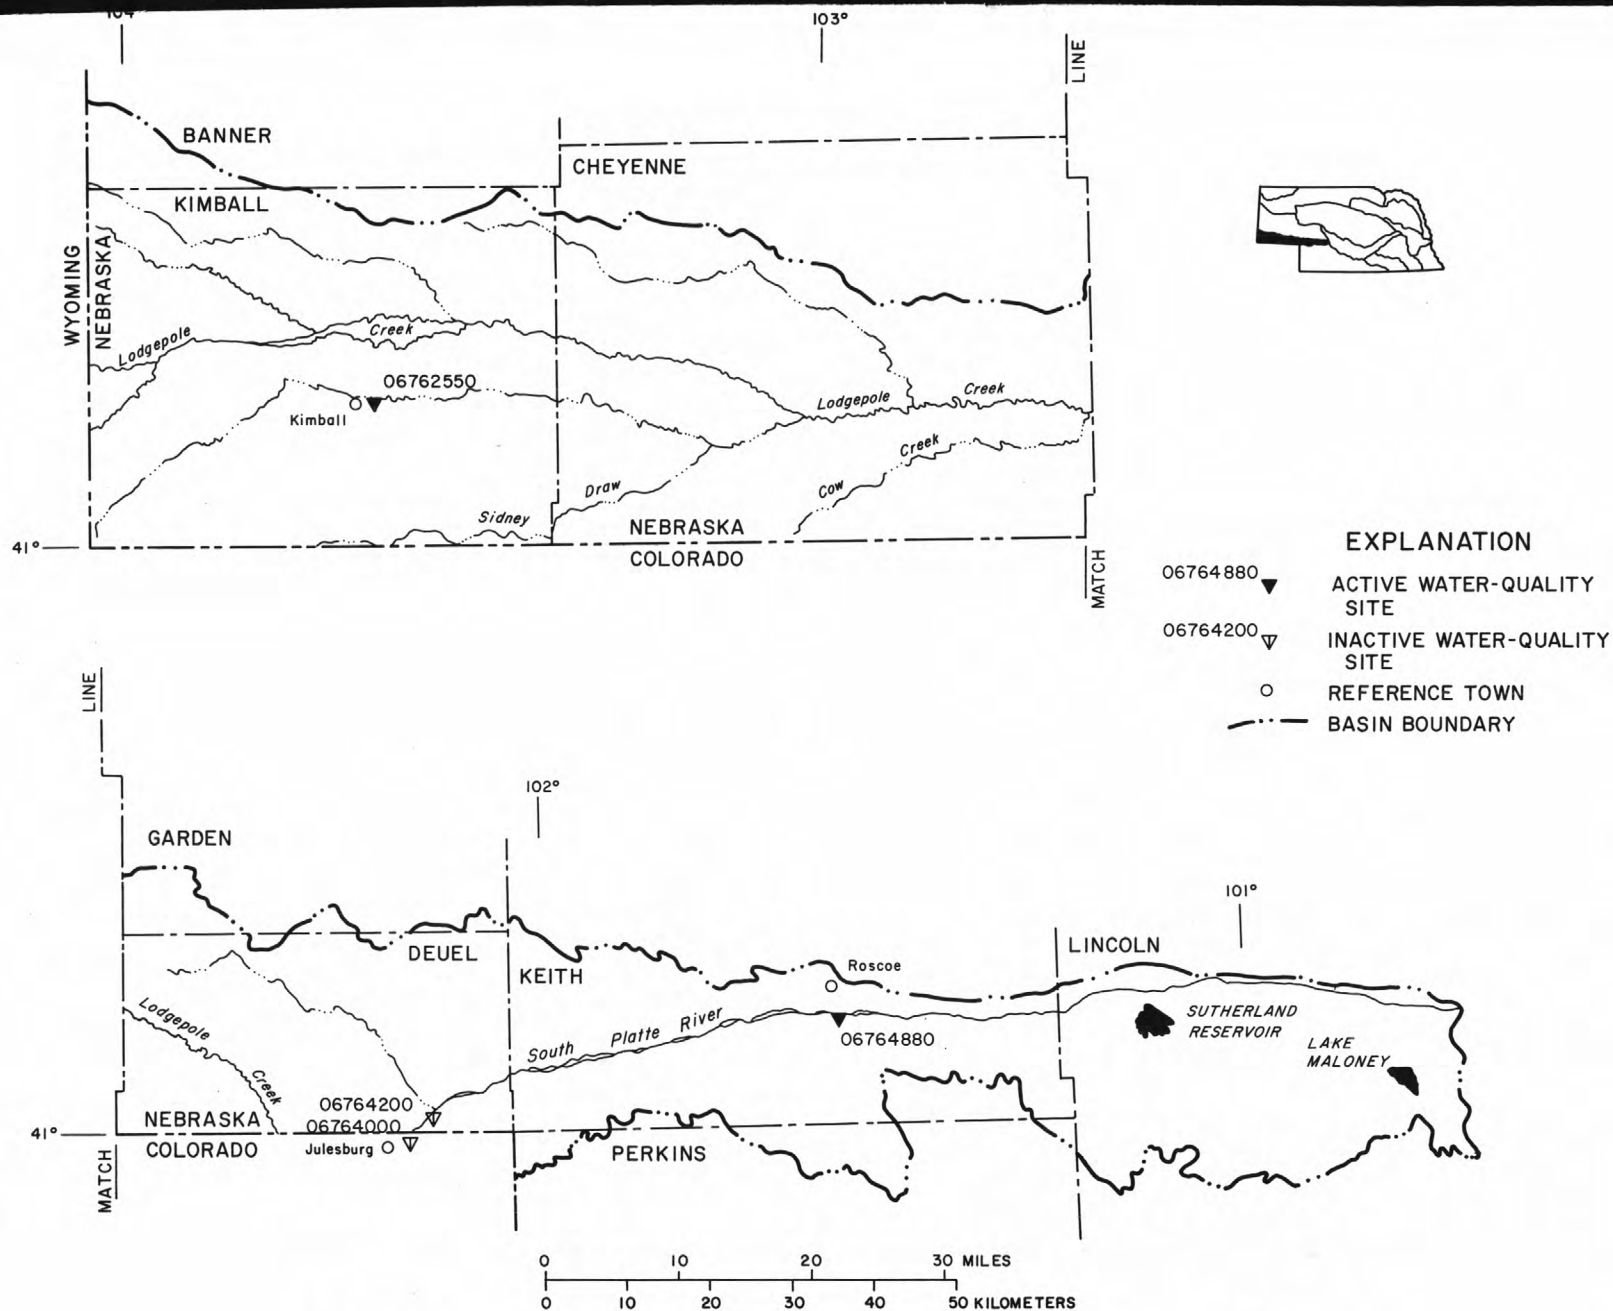 104°
103°
LINE
BANNER
CHEYENNE
KIMBALL
WYOMING
NEBRASKA
Lodgepole
Creek
06762550
Kimball
Lodgepole
Creek
Creek
Cow
Draw
Sidney
NEBRASKA
41°
COLORADO
MATCH
EXPLANATION
06764880
ACTIVE WATER-QUALITY
SITE
06764200
INACTIVE WATER-QUALITY
SITE
REFERENCE TOWN
BASIN BOUNDARY
LINE
102°
GARDEN
101°
DEUEL
KEITH
LINCOLN
Roscoe
Lodgepole
Creek
South Platte River
06764880
SUTHERLAND
RESERVOIR
LAKE
MALONEY
06764200
NEBRASKA
06764000
41°
COLORADO
Julesburg
PERKINS
MATCH
0 10 20 30 MILES
0 10 20 30 40 50 KILOMETERS